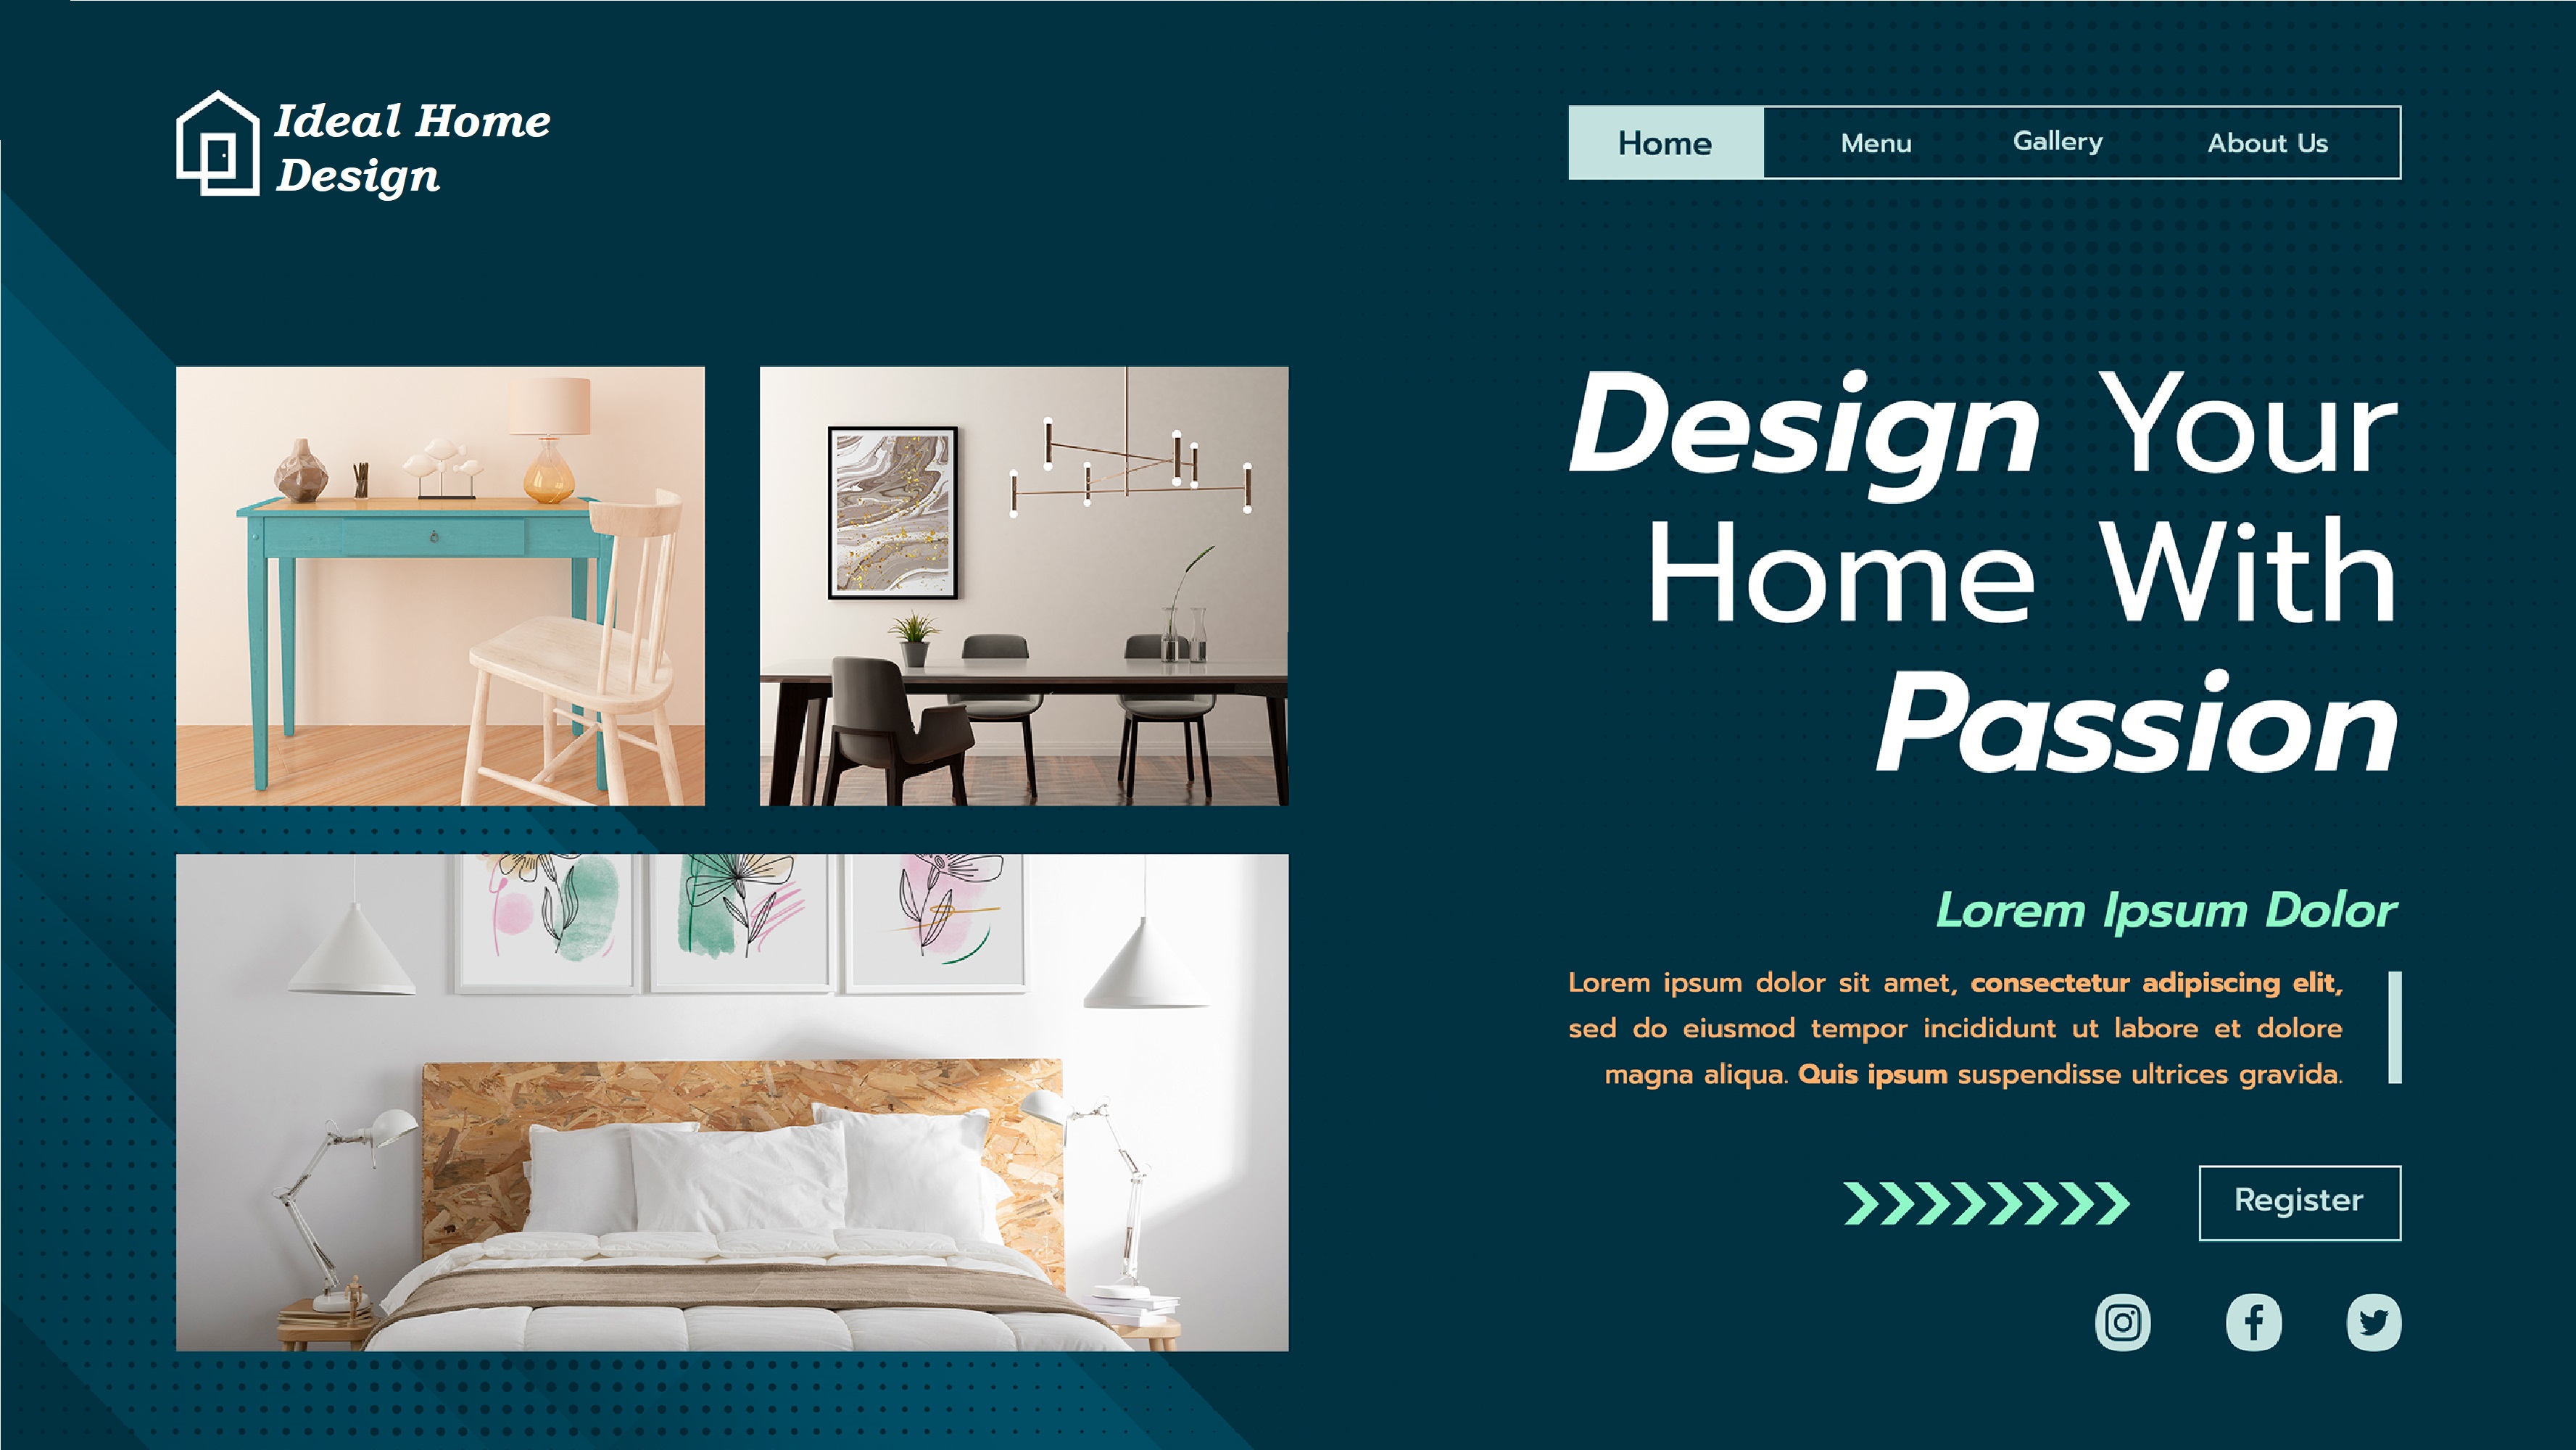 Ideal Home
Design
Home
Menu
Gallery
About Us
Design Your
Home With
Passion
Lorem Ipsum Dolor
Lorem ipsum dolor sit amet, consectetur adipiscing elit,
sed do eiusmod tempor incididunt ut labore et dolore
magna aliqua. Quis ipsum suspendisse ultrices gravida.
Register